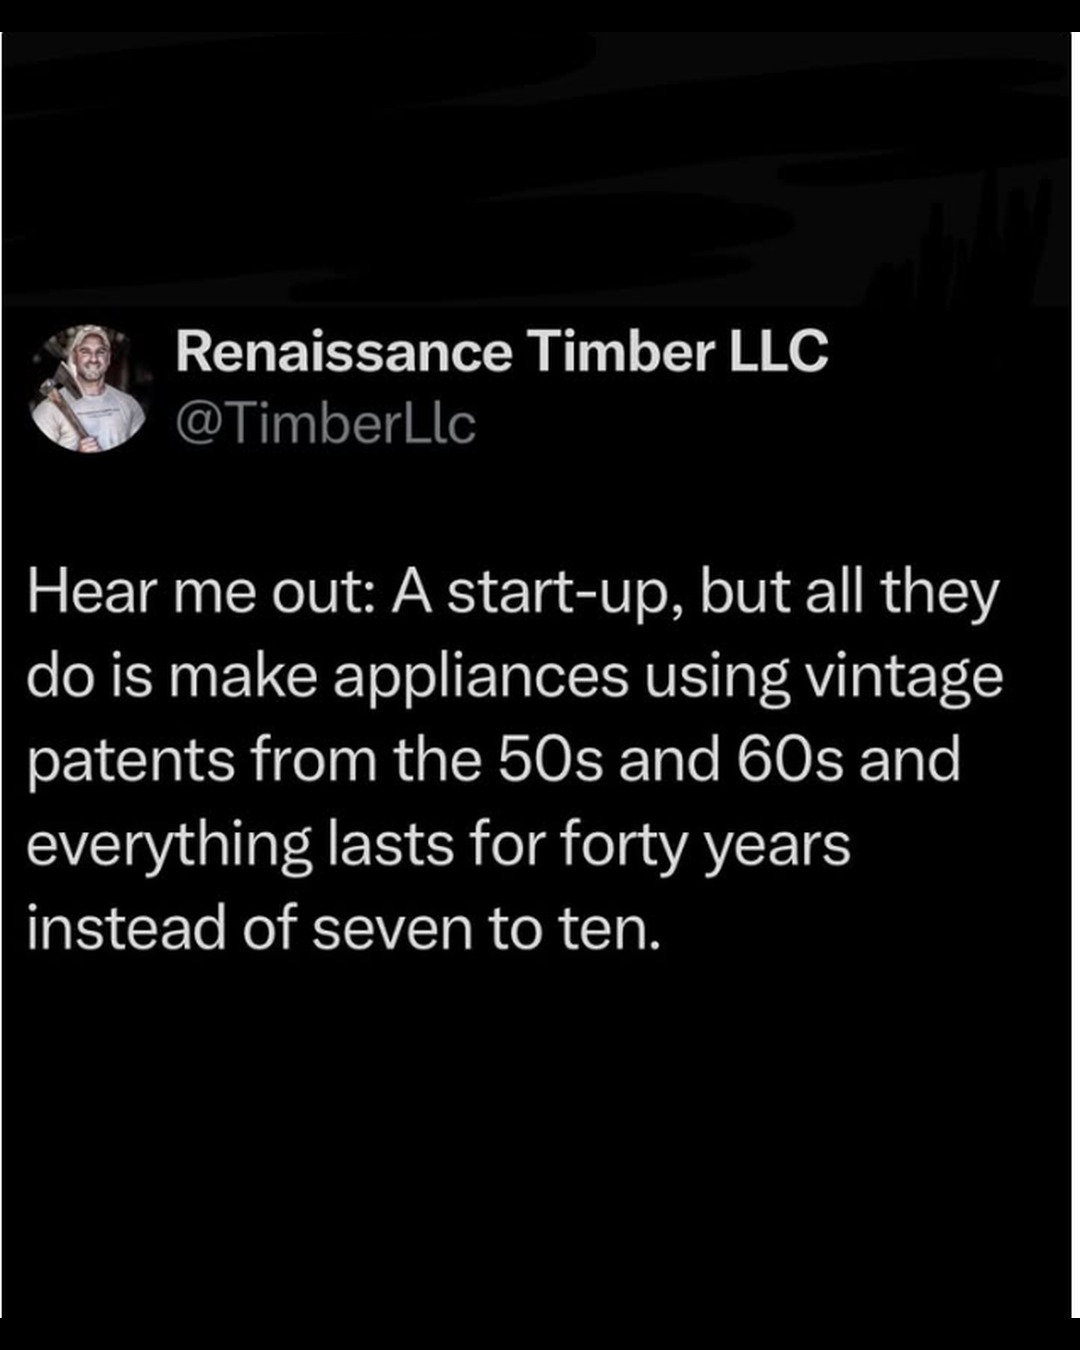 Renaissance Timber LLC
@TimberLlc
Hear me out: A start-up, but all they
do is make appliances using vintage
patents from the 50s and 60s and
everything lasts for forty years
instead of seven to ten.